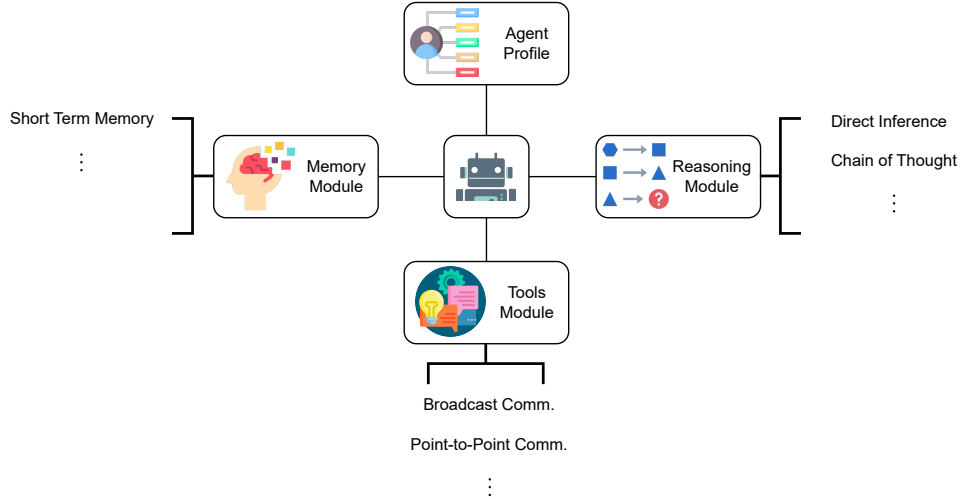 Agent
Profile
Short Term Memory
⋮
Memory
Module
Reasoning
Module
?
Direct Inference
Chain of Thought
⋮
Tools
Module
Broadcast Comm.
Point-to-Point Comm.
⋮